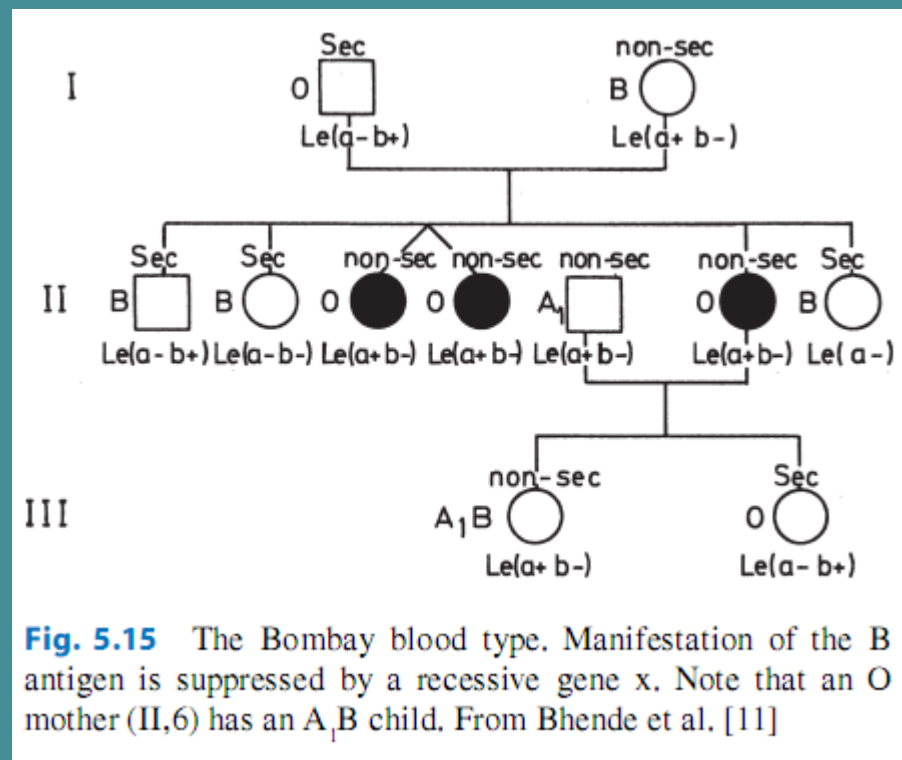 Sec non-sec
I O B
Le(a-b+) Le(a+ b-)
Sec Sec non-sec non-sec non-sec non-sec Sec
II B B O O A₁ O B
Le(a-b+) Le(a-b-) Le(a+b-) Le(a+b-) Le(a+b-) Le(a+b-) Le(a-)
non-sec Sec
III A₁B O
Le(a+ b-) Le(a- b+)
Fig. 5.15 The Bombay blood type. Manifestation of the B
antigen is suppressed by a recessive gene x. Note that an O
mother (II,6) has an A₁B child. From Bhende et al. [11]